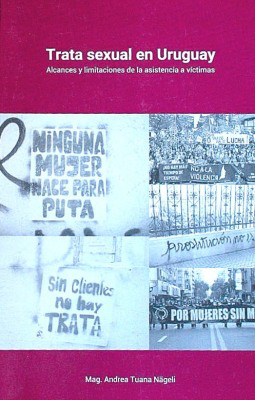 Trata sexual en Uruguay
Alcances y limitaciones de la asistencia a víctimas
NINGUNA
MUJER
NACE PARA
PUTA
NO A LA
VIOLENCIA
prostitución no e
Sin clientes
no hay
TRATA
POR MUJERES SIN M
Mag. Andrea Tuana Nägeli